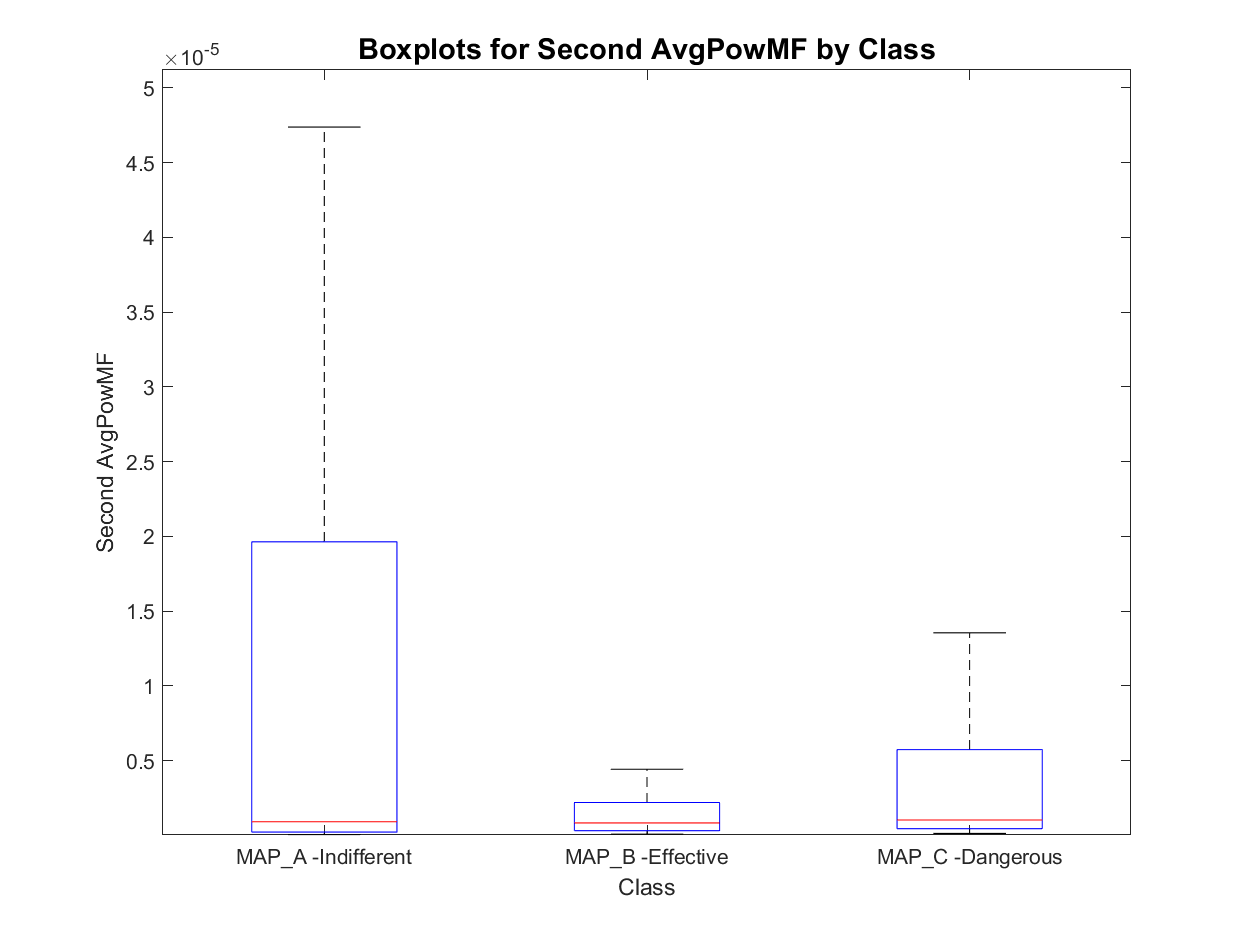 Boxplots for Second AvgPowMF by Class
×10-5
5
4.5
4
3.5
3
2.5
2
1.5
1
0.5
Second AvgPowMF
MAP_A -Indifferent
MAP_B -Effective
MAP_C -Dangerous
Class